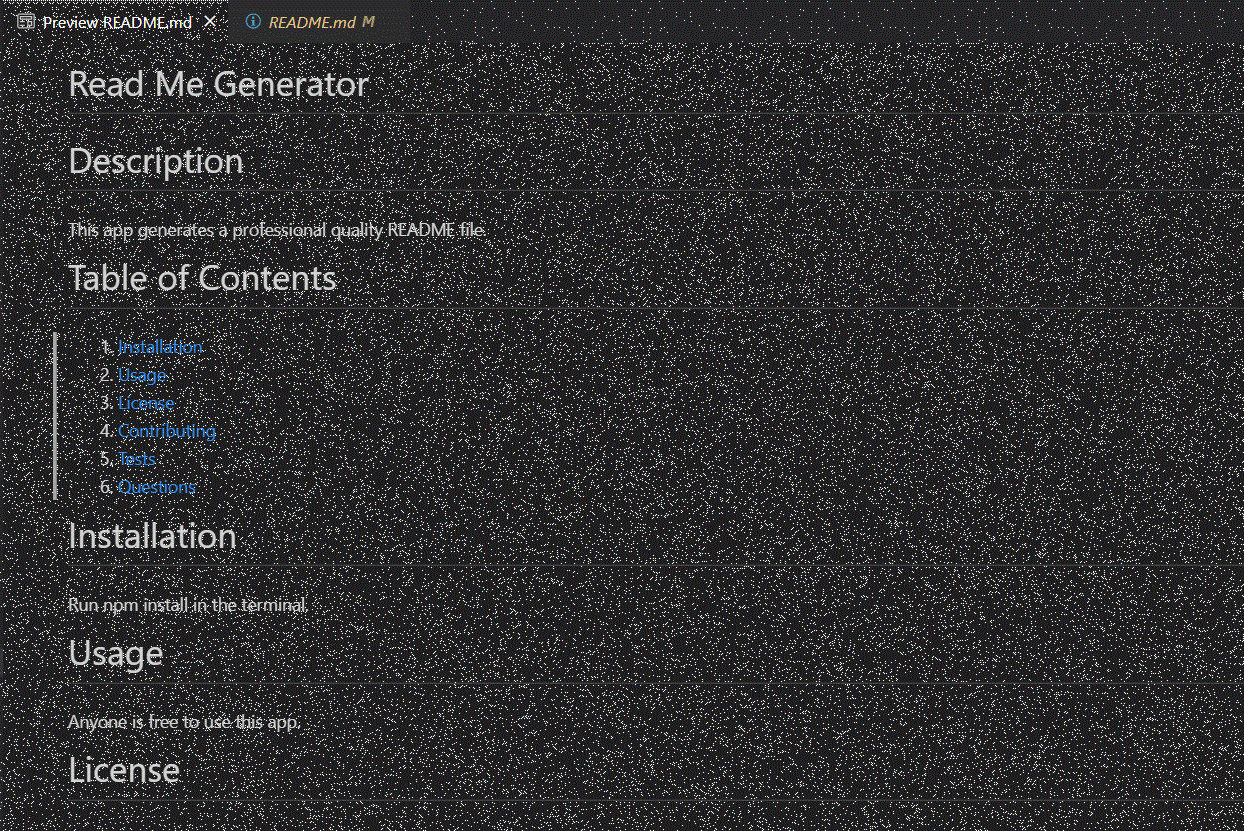 Preview README.md
README.md M
Read Me Generator
Description
This app generates a professional quality README file.
Table of Contents
1. Installation
2. Usage
3. License
4. Contributing
5. Tests
6. Questions
Installation
Run npm install in the terminal.
Usage
Anyone is free to use this app.
License